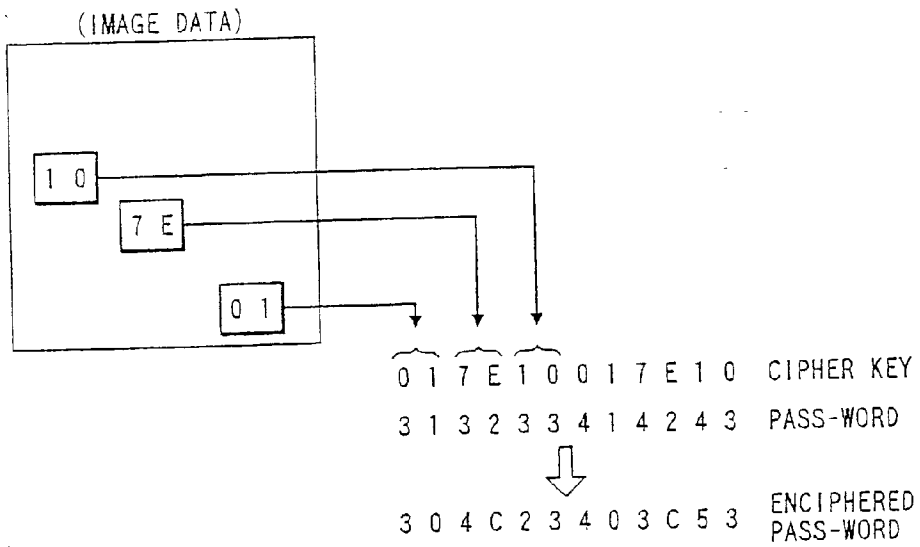 (IMAGE DATA)
1 0
7 E
0 1
0 1 7 E 1 0 0 1 7 E 1 0 CIPHER KEY
3 1 3 2 3 3 4 1 4 2 4 3 PASS-WORD
3 0 4 C 2 3 4 0 3 C 5 3 ENCIPHERED
PASS-WORD